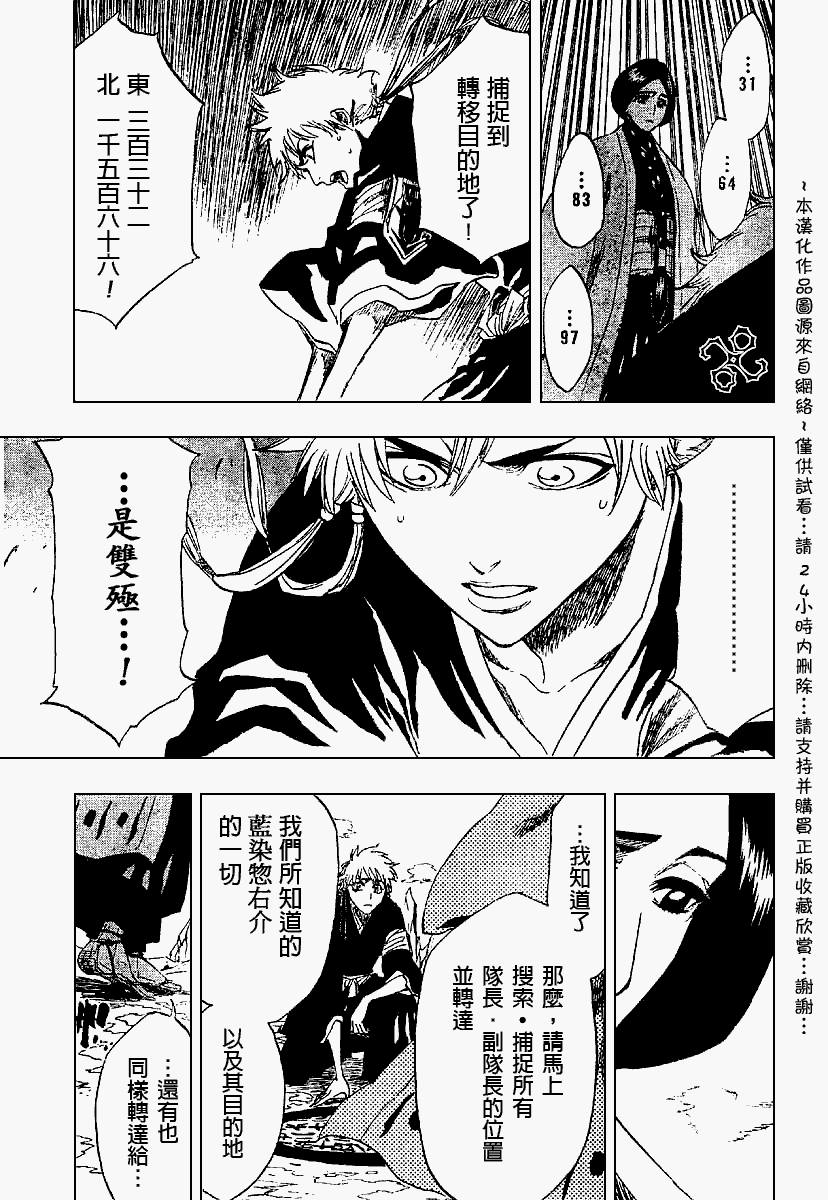 …31
…64
…83
…97
捕捉到
轉移目的地了！
東 三百三十二
北 一千五百六十六！
…………
…是雙殛…！
…我知道了
那麼，請馬上
搜索・捕捉所有
隊長．副隊長的位置
並轉達
我們所知道的
藍染惣右介
的一切
以及其目的地
…還有也
同樣轉達給…
~本漢化作品圖源來自網絡~僅供試看…請24小時内删除…請支持并購買正版收藏欣賞…謝謝…